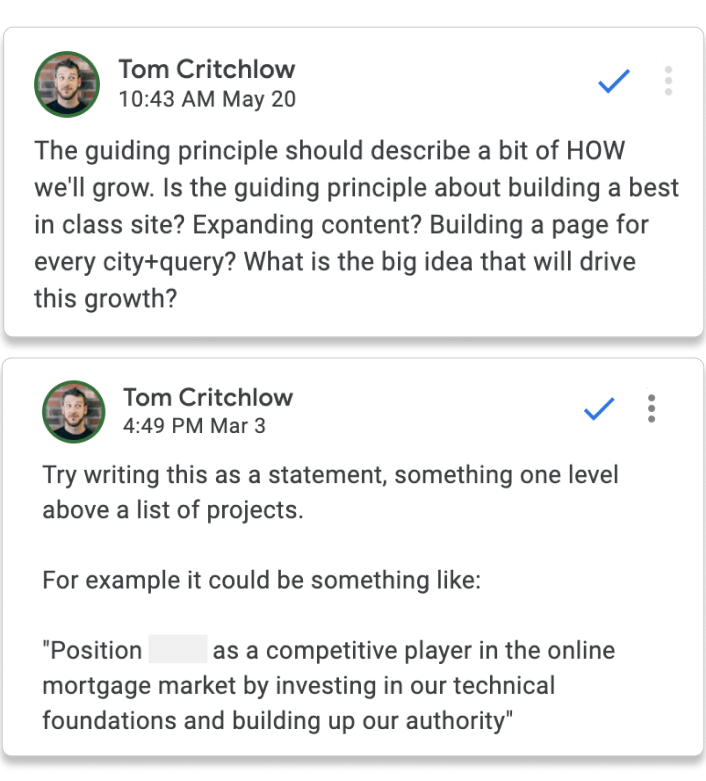 Tom Critchlow
10:43 AM May 20
The guiding principle should describe a bit of HOW
we'll grow. Is the guiding principle about building a best
in class site? Expanding content? Building a page for
every city+query? What is the big idea that will drive
this growth?
Tom Critchlow
4:49 PM Mar 3
Try writing this as a statement, something one level
above a list of projects.
For example it could be something like:
"Position as a competitive player in the online
mortgage market by investing in our technical
foundations and building up our authority"